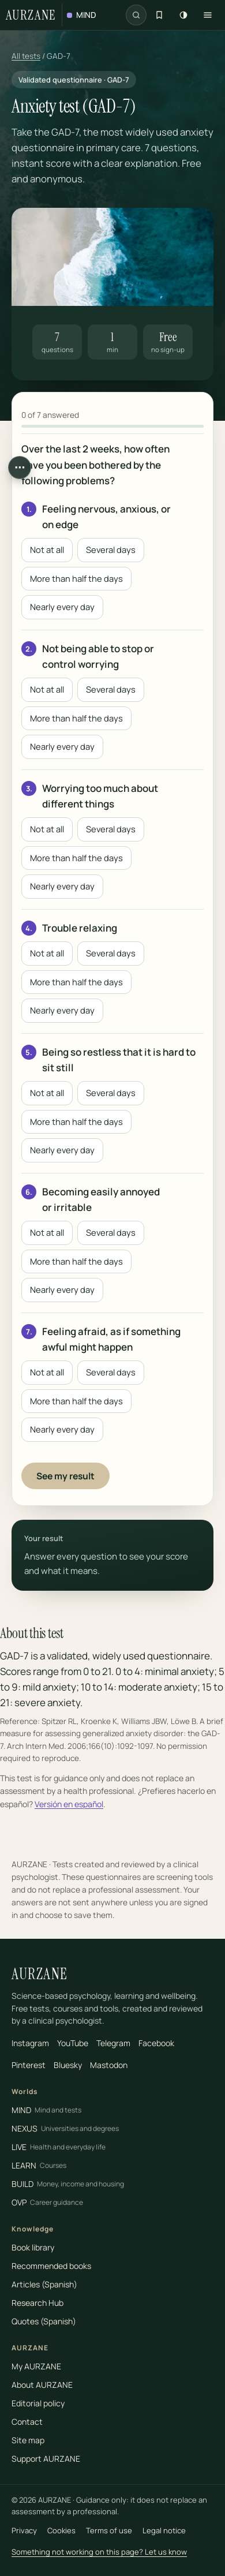 AURZANE MIND
All tests / GAD-7
Validated questionnaire · GAD-7
Anxiety test (GAD-7)
Take the GAD-7, the most widely used anxiety
questionnaire in primary care. 7 questions,
instant score with a clear explanation. Free
and anonymous.
7 1 Free
questions min no sign-up
0 of 7 answered
Over the last 2 weeks, how often
have you been bothered by the
following problems?
1. Feeling nervous, anxious, or
on edge
Not at all Several days
More than half the days
Nearly every day
2. Not being able to stop or
control worrying
Not at all Several days
More than half the days
Nearly every day
3. Worrying too much about
different things
Not at all Several days
More than half the days
Nearly every day
4. Trouble relaxing
Not at all Several days
More than half the days
Nearly every day
5. Being so restless that it is hard to
sit still
Not at all Several days
More than half the days
Nearly every day
6. Becoming easily annoyed
or irritable
Not at all Several days
More than half the days
Nearly every day
7. Feeling afraid, as if something
awful might happen
Not at all Several days
More than half the days
Nearly every day
See my result
Your result
Answer every question to see your score
and what it means.
About this test
GAD-7 is a validated, widely used questionnaire.
Scores range from 0 to 21. 0 to 4: minimal anxiety; 5
to 9: mild anxiety; 10 to 14: moderate anxiety; 15 to
21: severe anxiety.
Reference: Spitzer RL, Kroenke K, Williams JBW, Löwe B. A brief
measure for assessing generalized anxiety disorder: the GAD-
7. Arch Intern Med. 2006;166(10):1092-1097. No permission
required to reproduce.
This test is for guidance only and does not replace an
assessment by a health professional. ¿Prefieres hacerlo en
español? Versión en español.
AURZANE · Tests created and reviewed by a clinical
psychologist. These questionnaires are screening tools
and do not replace a professional assessment. Your
answers are not sent anywhere unless you are signed
in and choose to save them.
AURZANE
Science-based psychology, learning and wellbeing.
Free tests, courses and tools, created and reviewed
by a clinical psychologist.
Instagram YouTube Telegram Facebook
Pinterest Bluesky Mastodon
Worlds
MIND Mind and tests
NEXUS Universities and degrees
LIVE Health and everyday life
LEARN Courses
BUILD Money, income and housing
OVP Career guidance
Knowledge
Book library
Recommended books
Articles (Spanish)
Research Hub
Quotes (Spanish)
AURZANE
My AURZANE
About AURZANE
Editorial policy
Contact
Site map
Support AURZANE
© 2026 AURZANE · Guidance only: it does not replace an
assessment by a professional.
Privacy Cookies Terms of use Legal notice
Something not working on this page? Let us know